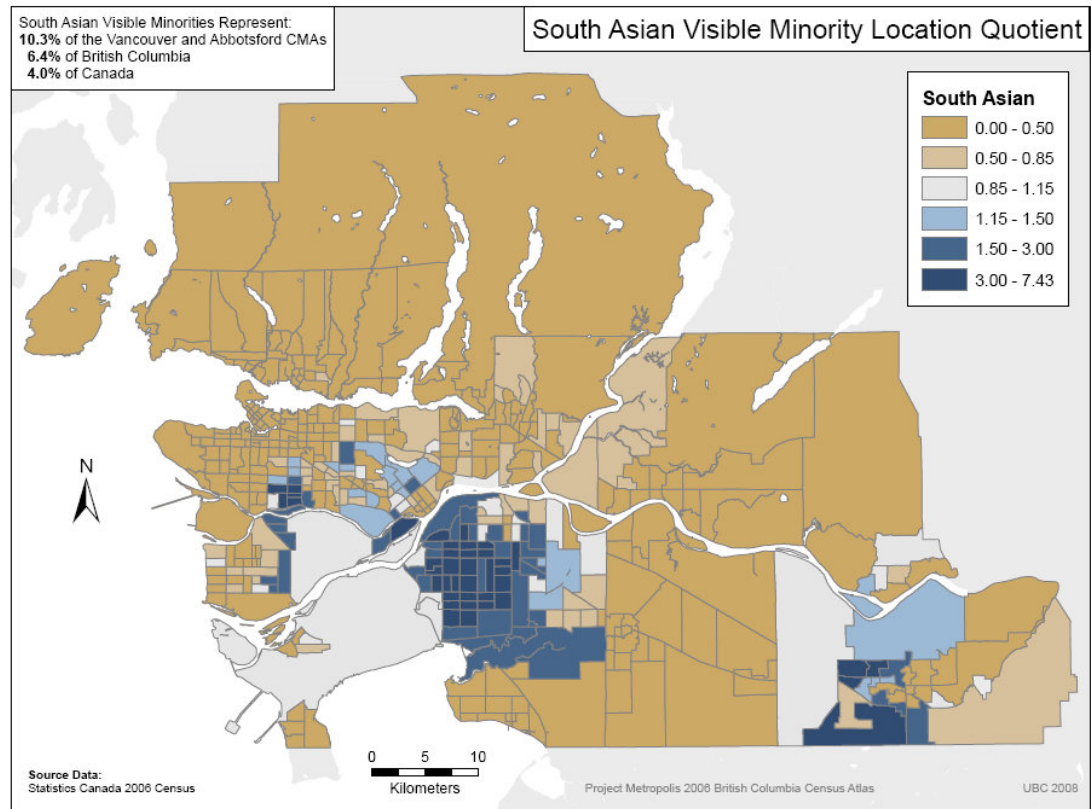 South Asian Visible Minorities Represent:
10.3% of the Vancouver and Abbotsford CMAs
6.4% of British Columbia
4.0% of Canada
South Asian Visible Minority Location Quotient
South Asian
0.00 - 0.50
0.50 - 0.85
0.85 - 1.15
1.15 - 1.50
1.50 - 3.00
3.00 - 7.43
N
0 5 10
Kilometers
Source Data:
Statistics Canada 2006 Census
Project Metropolis 2006 British Columbia Census Atlas
UBC 2008